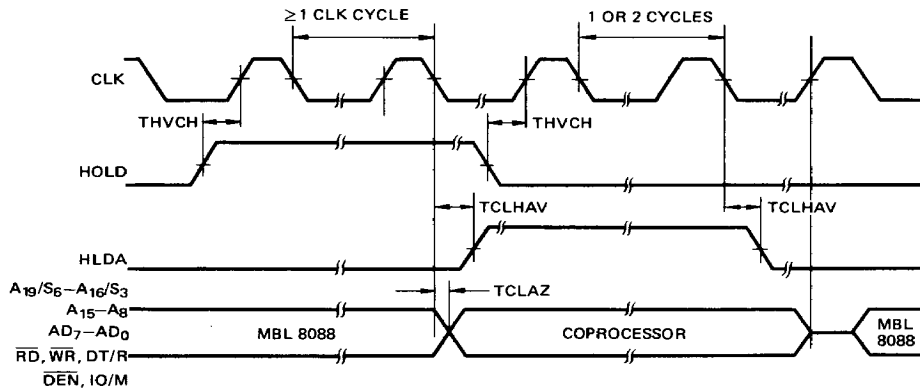 ≥1 CLK CYCLE
1 OR 2 CYCLES
CLK
THVCH
THVCH
HOLD
TCLHAV
TCLHAV
HLDA
A19/S6–A16/S3
TCLAZ
A15–A8
AD7–AD0
MBL 8088
COPROCESSOR
MBL
8088
RD, WR, DT/R
DEN, IO/M